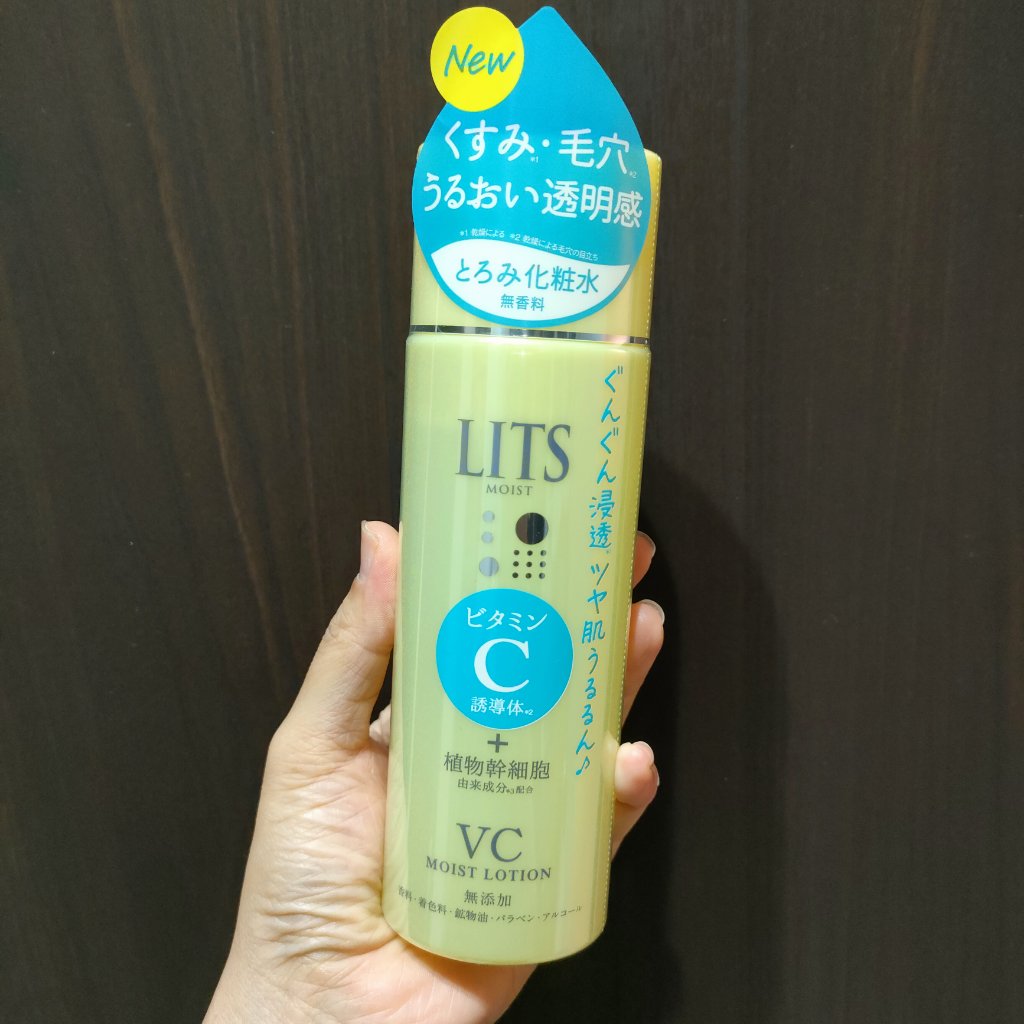 New
くすみ※1・毛穴※2
うるおい透明感
※1 乾燥による ※2 乾燥による毛穴の目立ち
とろみ化粧水
無香料
LITS
MOIST
ぐんぐん浸透 ツヤ肌うるるん♪
ビタミン
C
誘導体※2
+
植物幹細胞
由来成分※3配合
VC
MOIST LOTION
無添加
香料・着色料・鉱物油・パラベン・アルコール